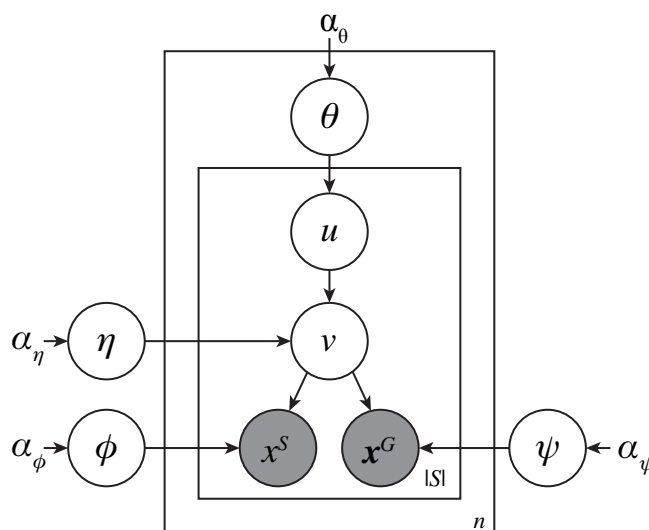 α_θ
θ
u
α_η η v
α_ϕ ϕ x^S x^G ψ α_ψ
|S|
n